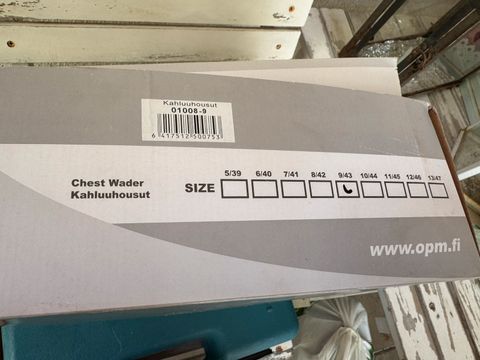 Kahluuhousut
01008-9
6 417512 500753
5/39 6/40 7/41 8/42 9/43 10/44 11/45 12/46 13/47
Chest Wader SIZE
Kahluuhousut
www.opm.fi